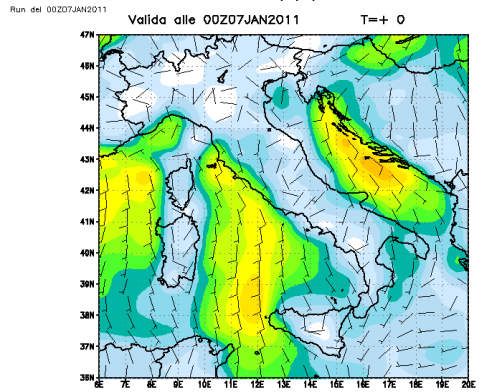 Run del 00Z07JAN2011
Valida alle 00Z07JAN2011 T=+ 0
47N
46N
45N
44N
43N
42N
41N
40N
39N
38N
37N
36N
6E 7E 8E 9E 10E 11E 12E 13E 14E 15E 16E 17E 18E 19E 20E